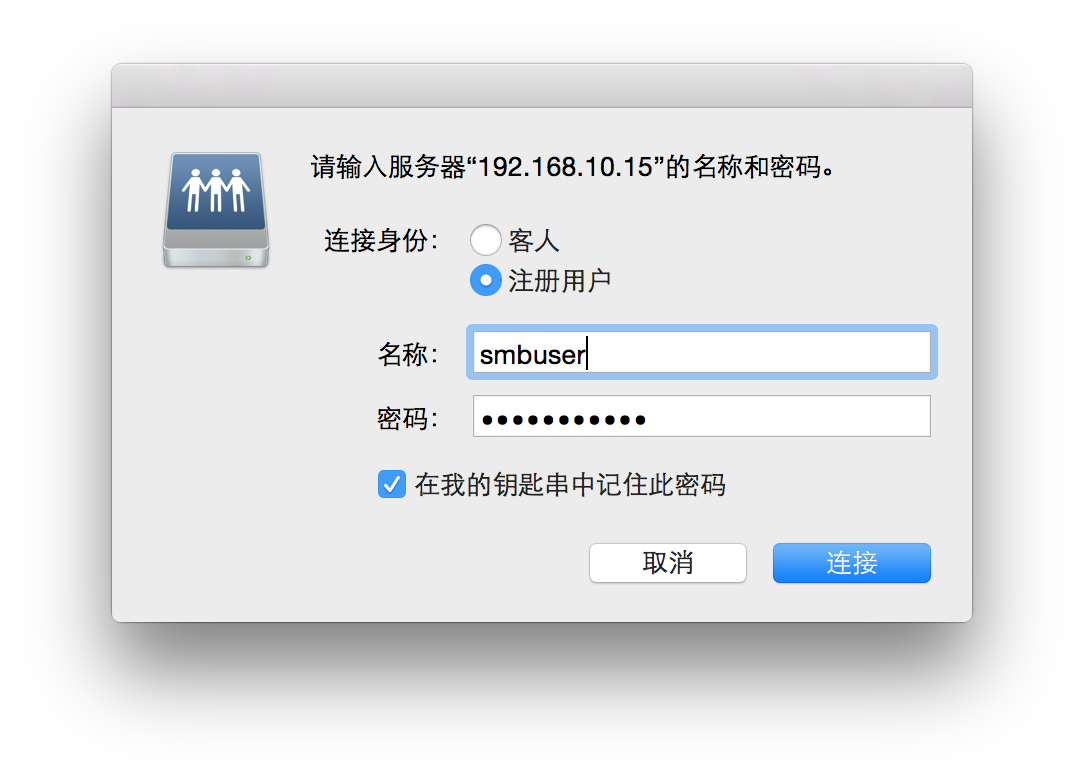 请输入服务器“192.168.10.15”的名称和密码。
连接身份： 客人
注册用户
名称： smbuser
密码： •••••••••••
在我的钥匙串中记住此密码
取消 连接